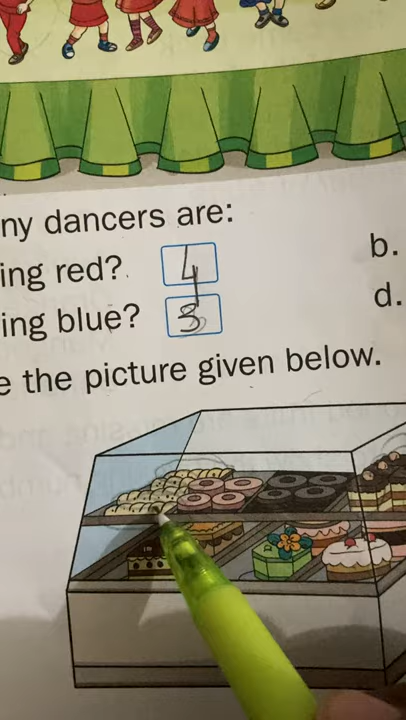 ny dancers are:
ing red? 4
b.
ing blue? 3
d.
e the picture given below.